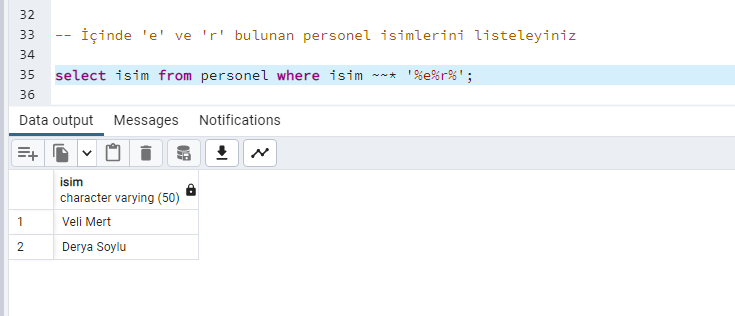 32
33 -- İçinde 'e' ve 'r' bulunan personel isimlerini listeleyiniz
34
35 select isim from personel where isim ~~* '%e%r%';
36
Data output Messages Notifications
isim
character varying (50)
1 Veli Mert
2 Derya Soylu